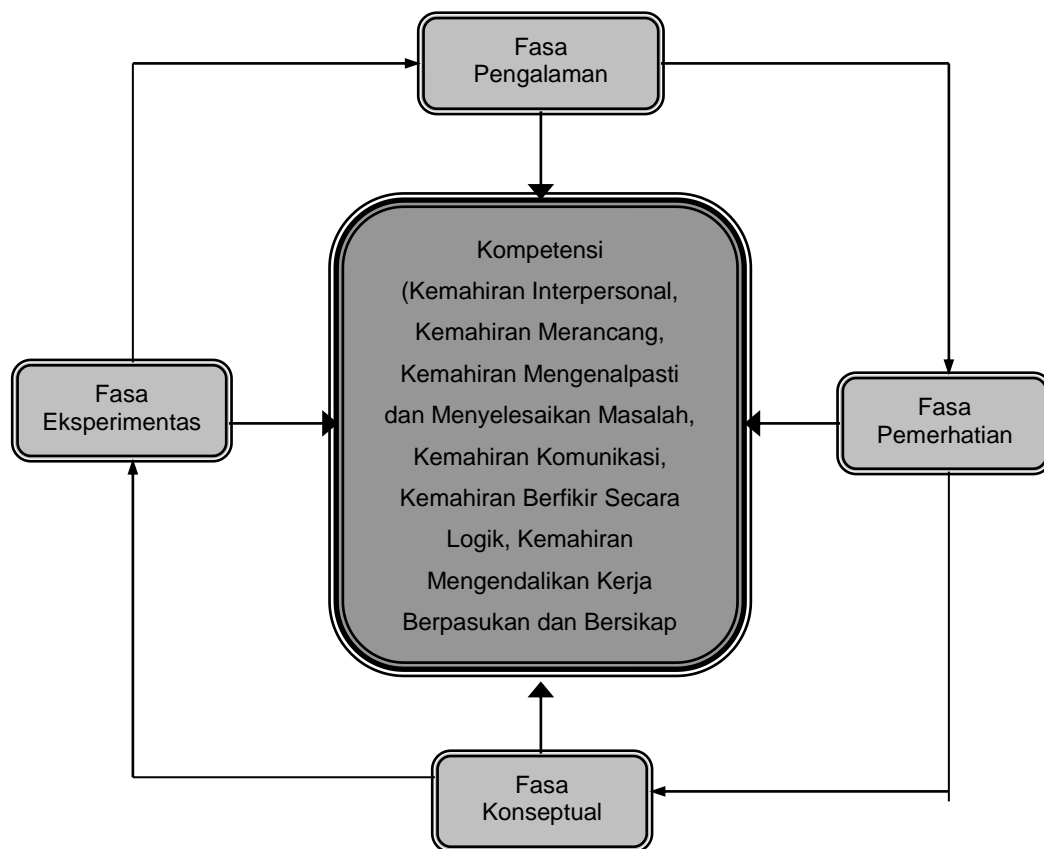 Fasa
Pengalaman
Kompetensi
(Kemahiran Interpersonal,
Kemahiran Merancang,
Kemahiran Mengenalpasti
dan Menyelesaikan Masalah,
Kemahiran Komunikasi,
Kemahiran Berfikir Secara
Logik, Kemahiran
Mengendalikan Kerja
Berpasukan dan Bersikap
Fasa
Eksperimentas
Fasa
Pemerhatian
Fasa
Konseptual